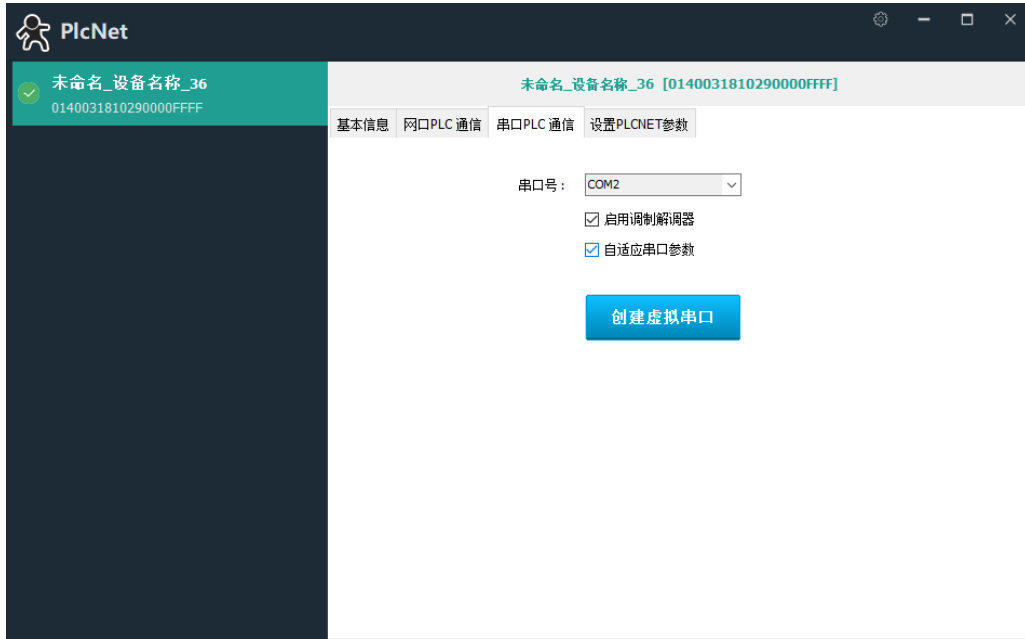 PlcNet
未命名_设备名称_36
0140031810290000FFFF
未命名_设备名称_36 [0140031810290000FFFF]
基本信息 网口PLC 通信 串口PLC 通信 设置PLCNET参数
串口号： COM2
启用调制解调器
自适应串口参数
创建虚拟串口